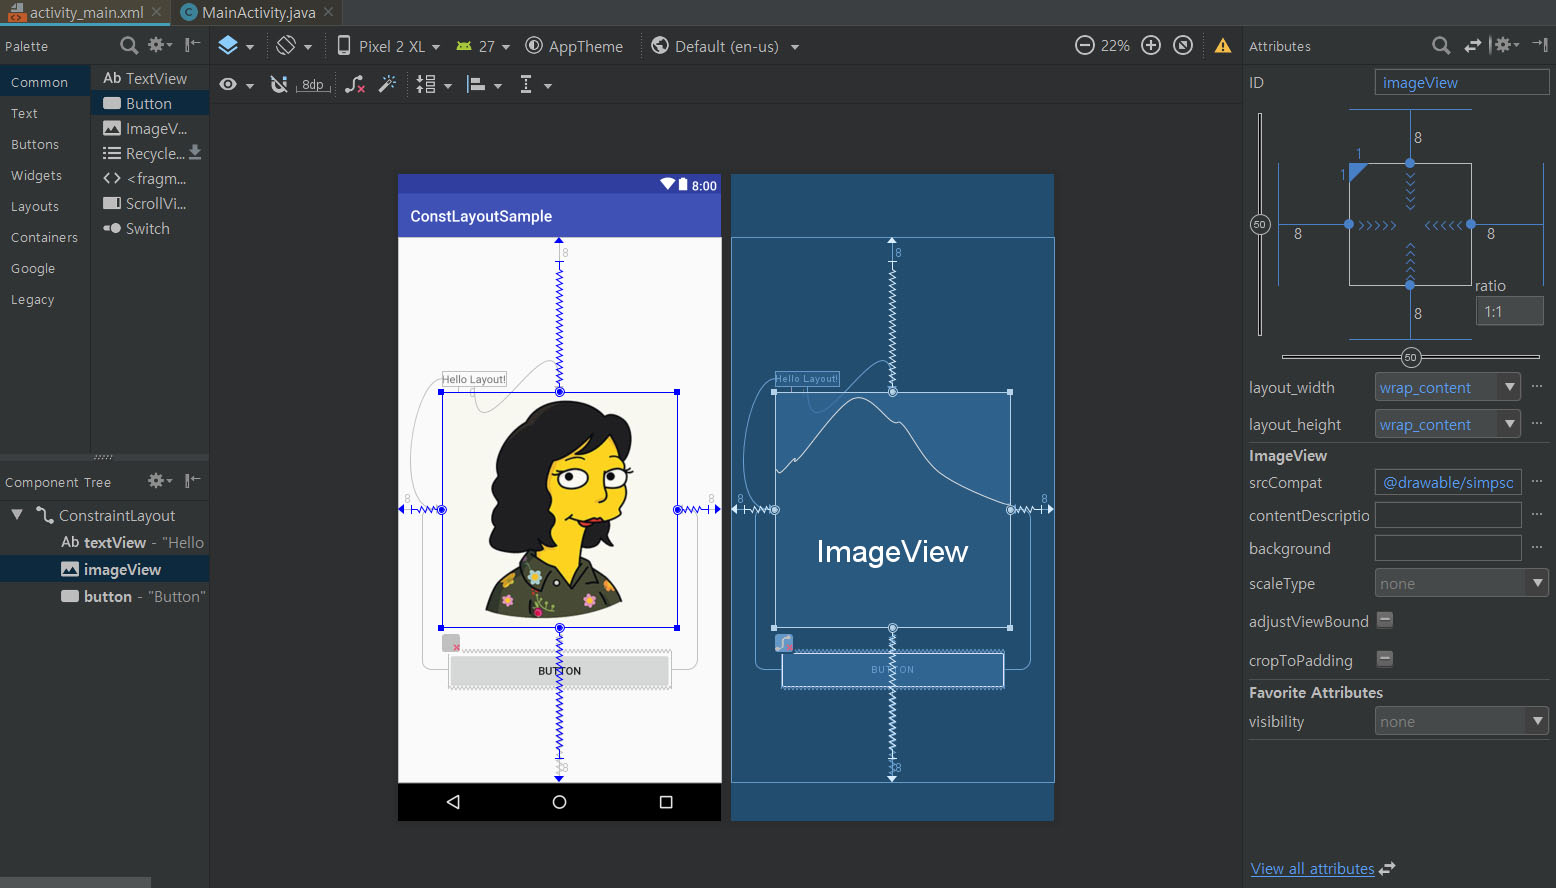 activity_main.xml
MainActivity.java
Palette
Pixel 2 XL
27
AppTheme
Default (en-us)
22%
Attributes
8dp
Common
Text
Buttons
Widgets
Layouts
Containers
Google
Legacy
Ab TextView
Button
ImageV...
Recycle...
<fragm...
ScrollVi...
Switch
Component Tree
ConstraintLayout
Ab textView - "Hello
imageView
button - "Button"
8:00
ConstLayoutSample
8
Hello Layout!
8
8
BUTTON
8
8
Hello Layout!
8
8
ImageView
BUTTON
8
ID
imageView
8
1
1
50
8
8
ratio
8
1:1
50
layout_width
wrap_content
layout_height
wrap_content
ImageView
srcCompat
@drawable/simpso
contentDescriptio
background
scaleType
none
adjustViewBound
cropToPadding
Favorite Attributes
visibility
none
View all attributes